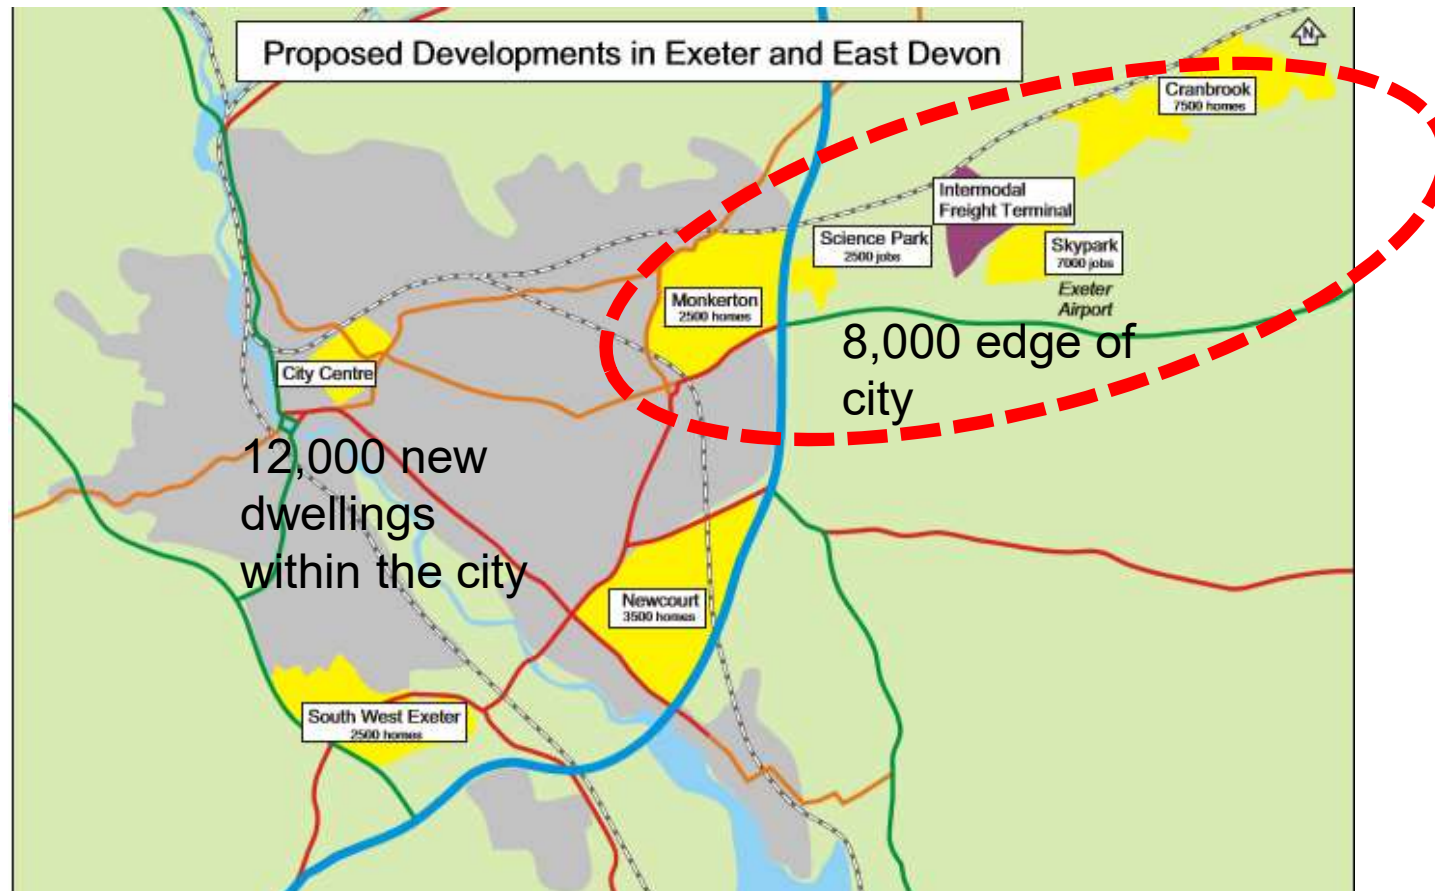 Proposed Developments in Exeter and East Devon
N
Cranbrook
7500 homes
Intermodal
Freight Terminal
Science Park
2500 jobs
Skypark
7000 jobs
Exeter
Airport
Monkerton
2500 homes
8,000 edge of
city
City Centre
12,000 new
dwellings
within the city
Newcourt
3500 homes
South West Exeter
2500 homes